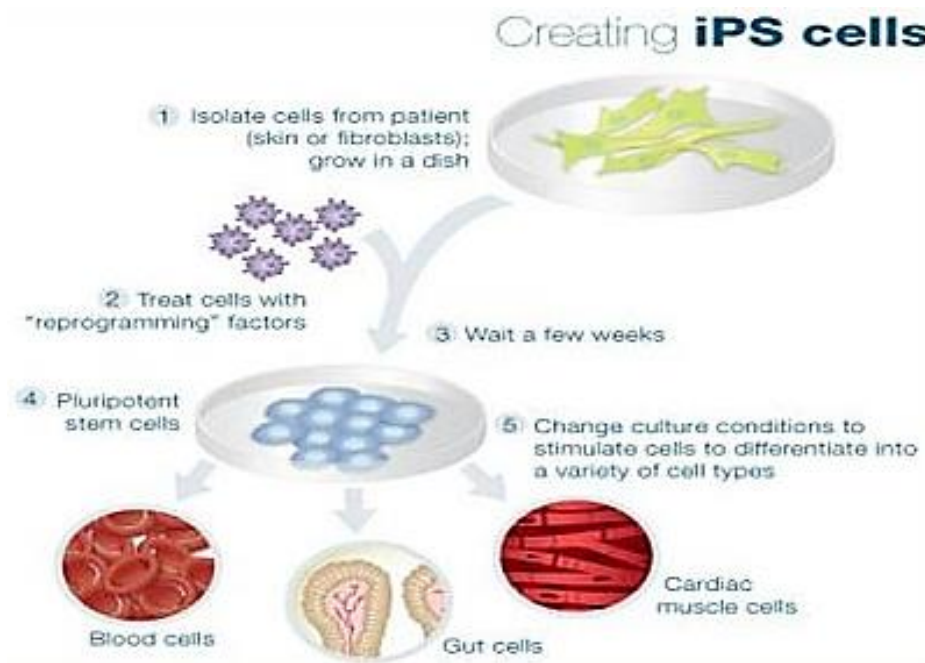 Creating iPS cells
1 Isolate cells from patient
(skin or fibroblasts);
grow in a dish
2 Treat cells with
"reprogramming" factors
3 Wait a few weeks
4 Pluripotent
stem cells
5 Change culture conditions to
stimulate cells to differentiate into
a variety of cell types
Blood cells
Gut cells
Cardiac
muscle cells